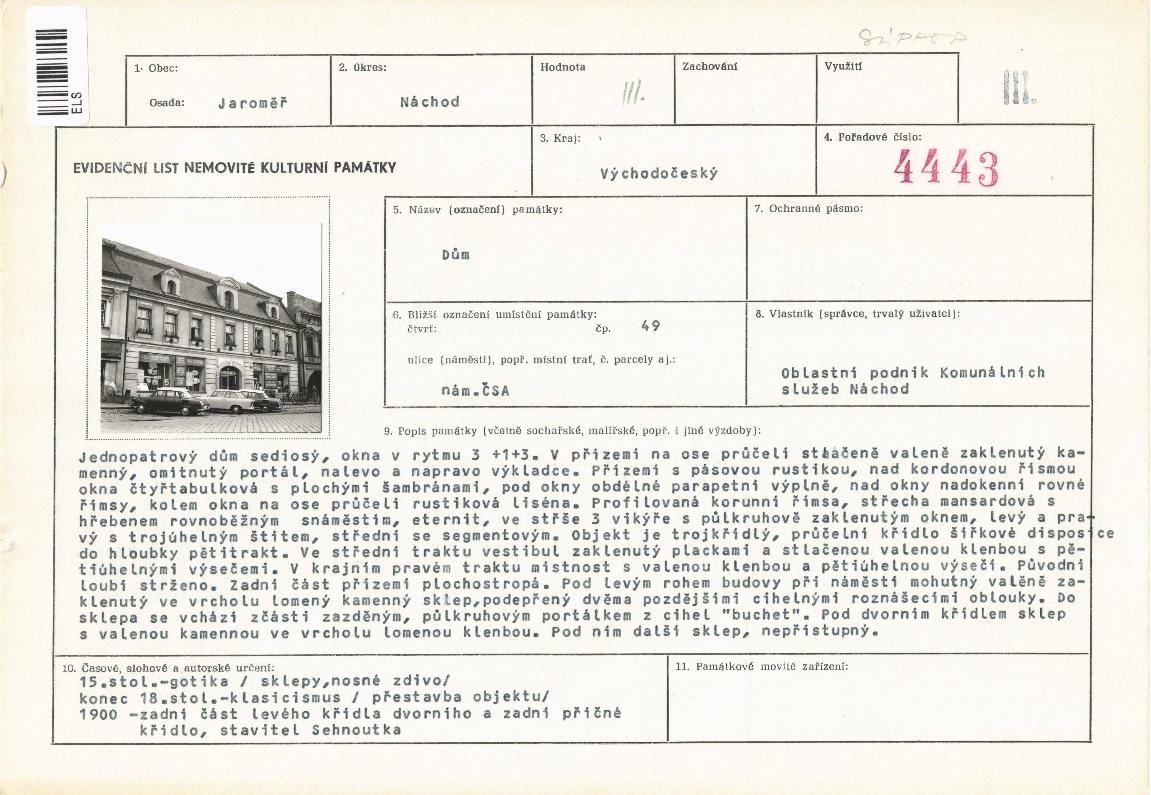 ELS
1. Obec:
Osada: Jaroměř
2. Okres:
Náchod
Hodnota
III.
Zachování
Využití
III.
EVIDENČNÍ LIST NEMOVITÉ KULTURNÍ PAMÁTKY
3. Kraj:
Východočeský
4. Pořadové číslo:
4443
5. Název (označení) památky:
Dům
7. Ochranné pásmo:
6. Bližší označení umístění památky:
čtvrť: čp. 49
ulice (náměstí), popř. místní trať, č. parcely aj.:
nám.ČSA
8. Vlastník (správce, trvalý uživatel):
Oblastní podnik Komunálních
služeb Náchod
9. Popis památky (včetně sochařské, malířské, popř. i jiné výzdoby):
Jednopatrový dům sediosý, okna v rytmu 3 +1+3. V přízemí na ose průčelí stlačeně valeně zaklenutý ka-
menný, omítnutý portál, nalevo a napravo výkladce. Přízemí s pásovou rustikou, nad kordonovou římsou
okna čtyřtabulková s plochými šambránami, pod okny obdélné parapetní výplně, nad okny nadokenní rovné
římsy, kolem okna na ose průčelí rustiková liséna. Profilovaná korunní římsa, střecha mansardová s
hřebenem rovnoběžným snáměstím, eternit, ve střše 3 vikýře s půlkruhově zaklenutým oknem, levý a pra-
vý s trojúhelným štítem, střední se segmentovým. Objekt je trojkřídlý, průčelní křídlo šířkové disposice
do hloubky pětitrakt. Ve střední traktu vestibul zaklenutý plackami a stlačenou valenou klenbou s pě-
tiúhelnými výsečemi. V krajním pravém traktu místnost s valenou klenbou a pětiúhelnou výsečí. Původní
loubí strženo. Zadní část přízemí plochostropá. Pod levým rohem budovy při náměstí mohutný valěně za-
klenutý ve vrcholu lomený kamenný sklep,podepřený dvěma pozdějšími cihelnými roznášecími oblouky. Do
sklepa se vchází zčásti zazděným, půlkruhovým portálkem z cihel "buchet". Pod dvorním křídlem sklep
s valenou kamennou ve vrcholu lomenou klenbou. Pod ním další sklep, nepřístupný.
10. Časové, slohové a autorské určení:
15.stol.-gotika / sklepy,nosné zdivo/
konec 18.stol.-klasicismus / přestavba objektu/
1900 -zadní část levého křídla dvorního a zadní příčné
křídlo, stavitel Sehnoutka
11. Památkové movité zařízení: